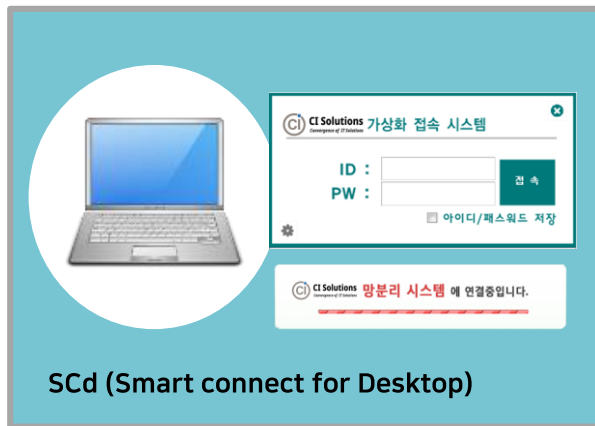 CI CI Solutions 가상화 접속 시스템
Convergence of IT Solutions
ID :
PW :
접 속
아이디/패스워드 저장
CI CI Solutions 망분리 시스템 에 연결중입니다.
Convergence of IT Solutions
SCd (Smart connect for Desktop)